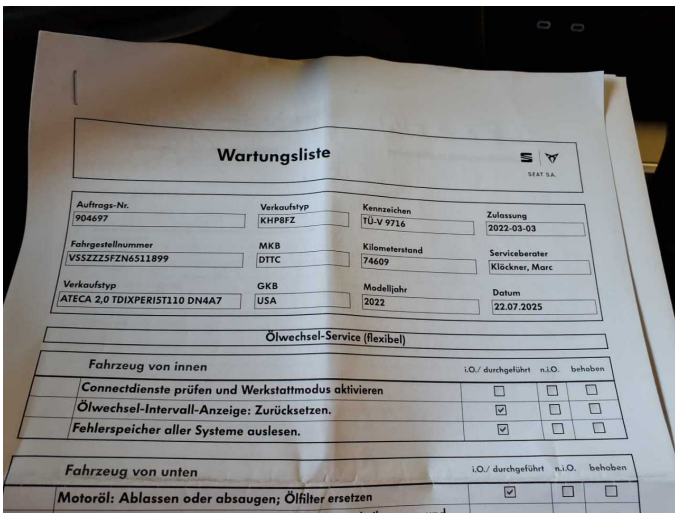 Wartungsliste
SEAT S.A.
Auftrags-Nr. Verkaufstyp Kennzeichen Zulassung
904697 KHP8FZ TÜ-V 9716 2022-03-03
Fahrgestellnummer MKB Kilometerstand Serviceberater
VSSZZZ5FZN6511899 DTTC 74609 Klöckner, Marc
Verkaufstyp GKB Modelljahr Datum
ATECA 2,0 TDIXPERI5T110 DN4A7 USA 2022 22.07.2025
Ölwechsel-Service (flexibel)
Fahrzeug von innen i.O./ durchgeführt n.i.O. behoben
Connectdienste prüfen und Werkstattmodus aktivieren
Ölwechsel-Intervall-Anzeige: Zurücksetzen.
Fehlerspeicher aller Systeme auslesen.
Fahrzeug von unten i.O./ durchgeführt n.i.O. behoben
Motoröl: Ablassen oder absaugen; Ölfilter ersetzen